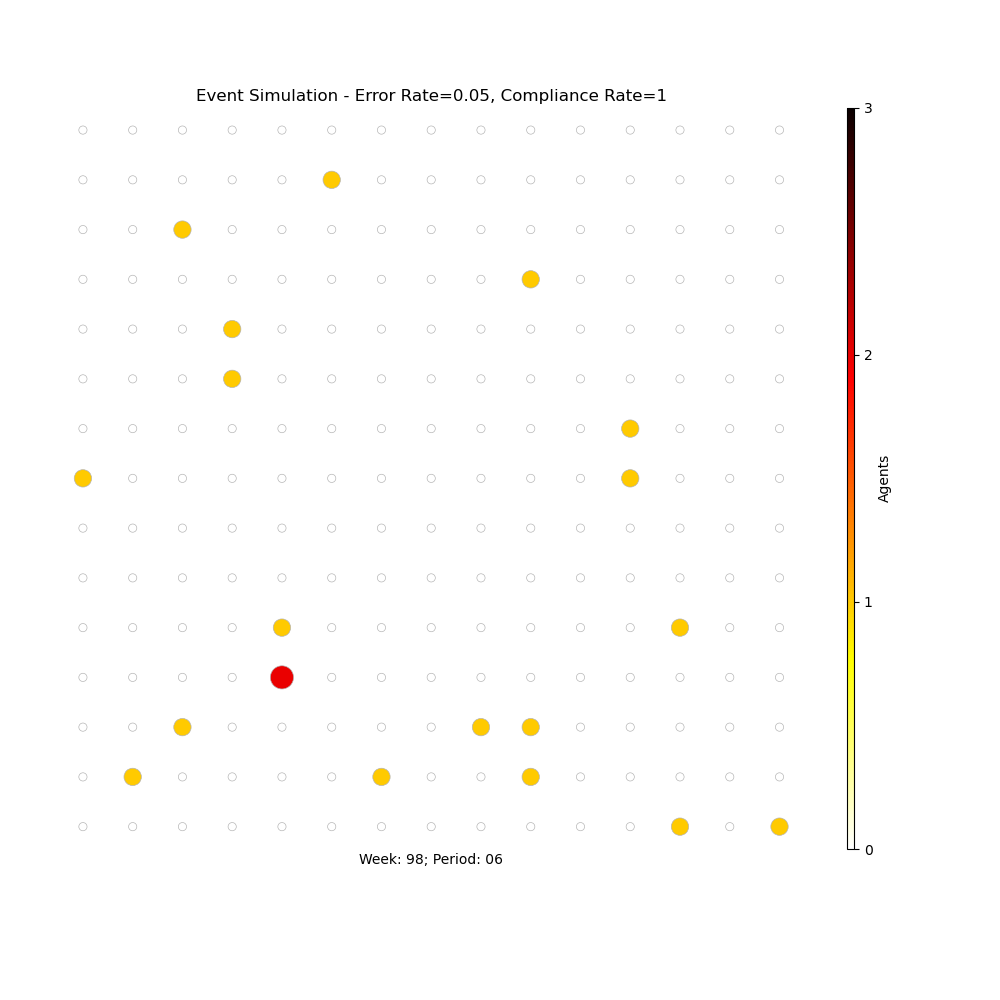 Event Simulation - Error Rate=0.05, Compliance Rate=1
3
2
Agents
1
0
Week: 98; Period: 06